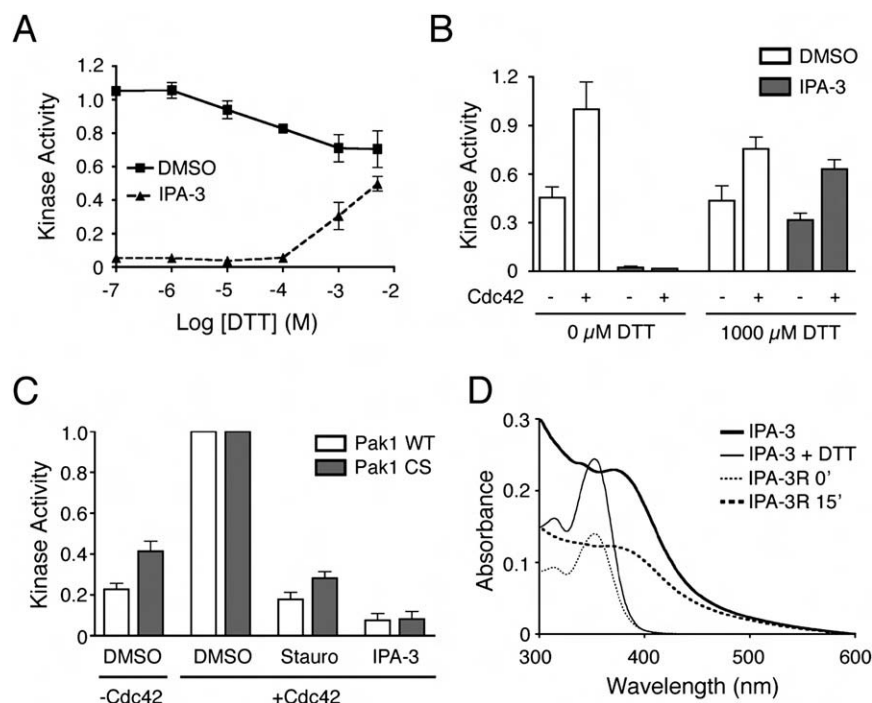 A
Kinase Activity
1.2
1.0
0.8
0.6
0.4
0.2
0
DMSO
IPA-3
-7 -6 -5 -4 -3 -2
Log [DTT] (M)
B
Kinase Activity
1.2
0.9
0.6
0.3
0
DMSO
IPA-3
Cdc42 - + - + - + - +
0 µM DTT 1000 µM DTT
C
Kinase Activity
1.0
0.8
0.6
0.4
0.2
0
Pak1 WT
Pak1 CS
DMSO DMSO Stauro IPA-3
-Cdc42 +Cdc42
D
Absorbance
0.3
0.2
0.1
0
IPA-3
IPA-3 + DTT
IPA-3R 0'
IPA-3R 15'
300 400 500 600
Wavelength (nm)